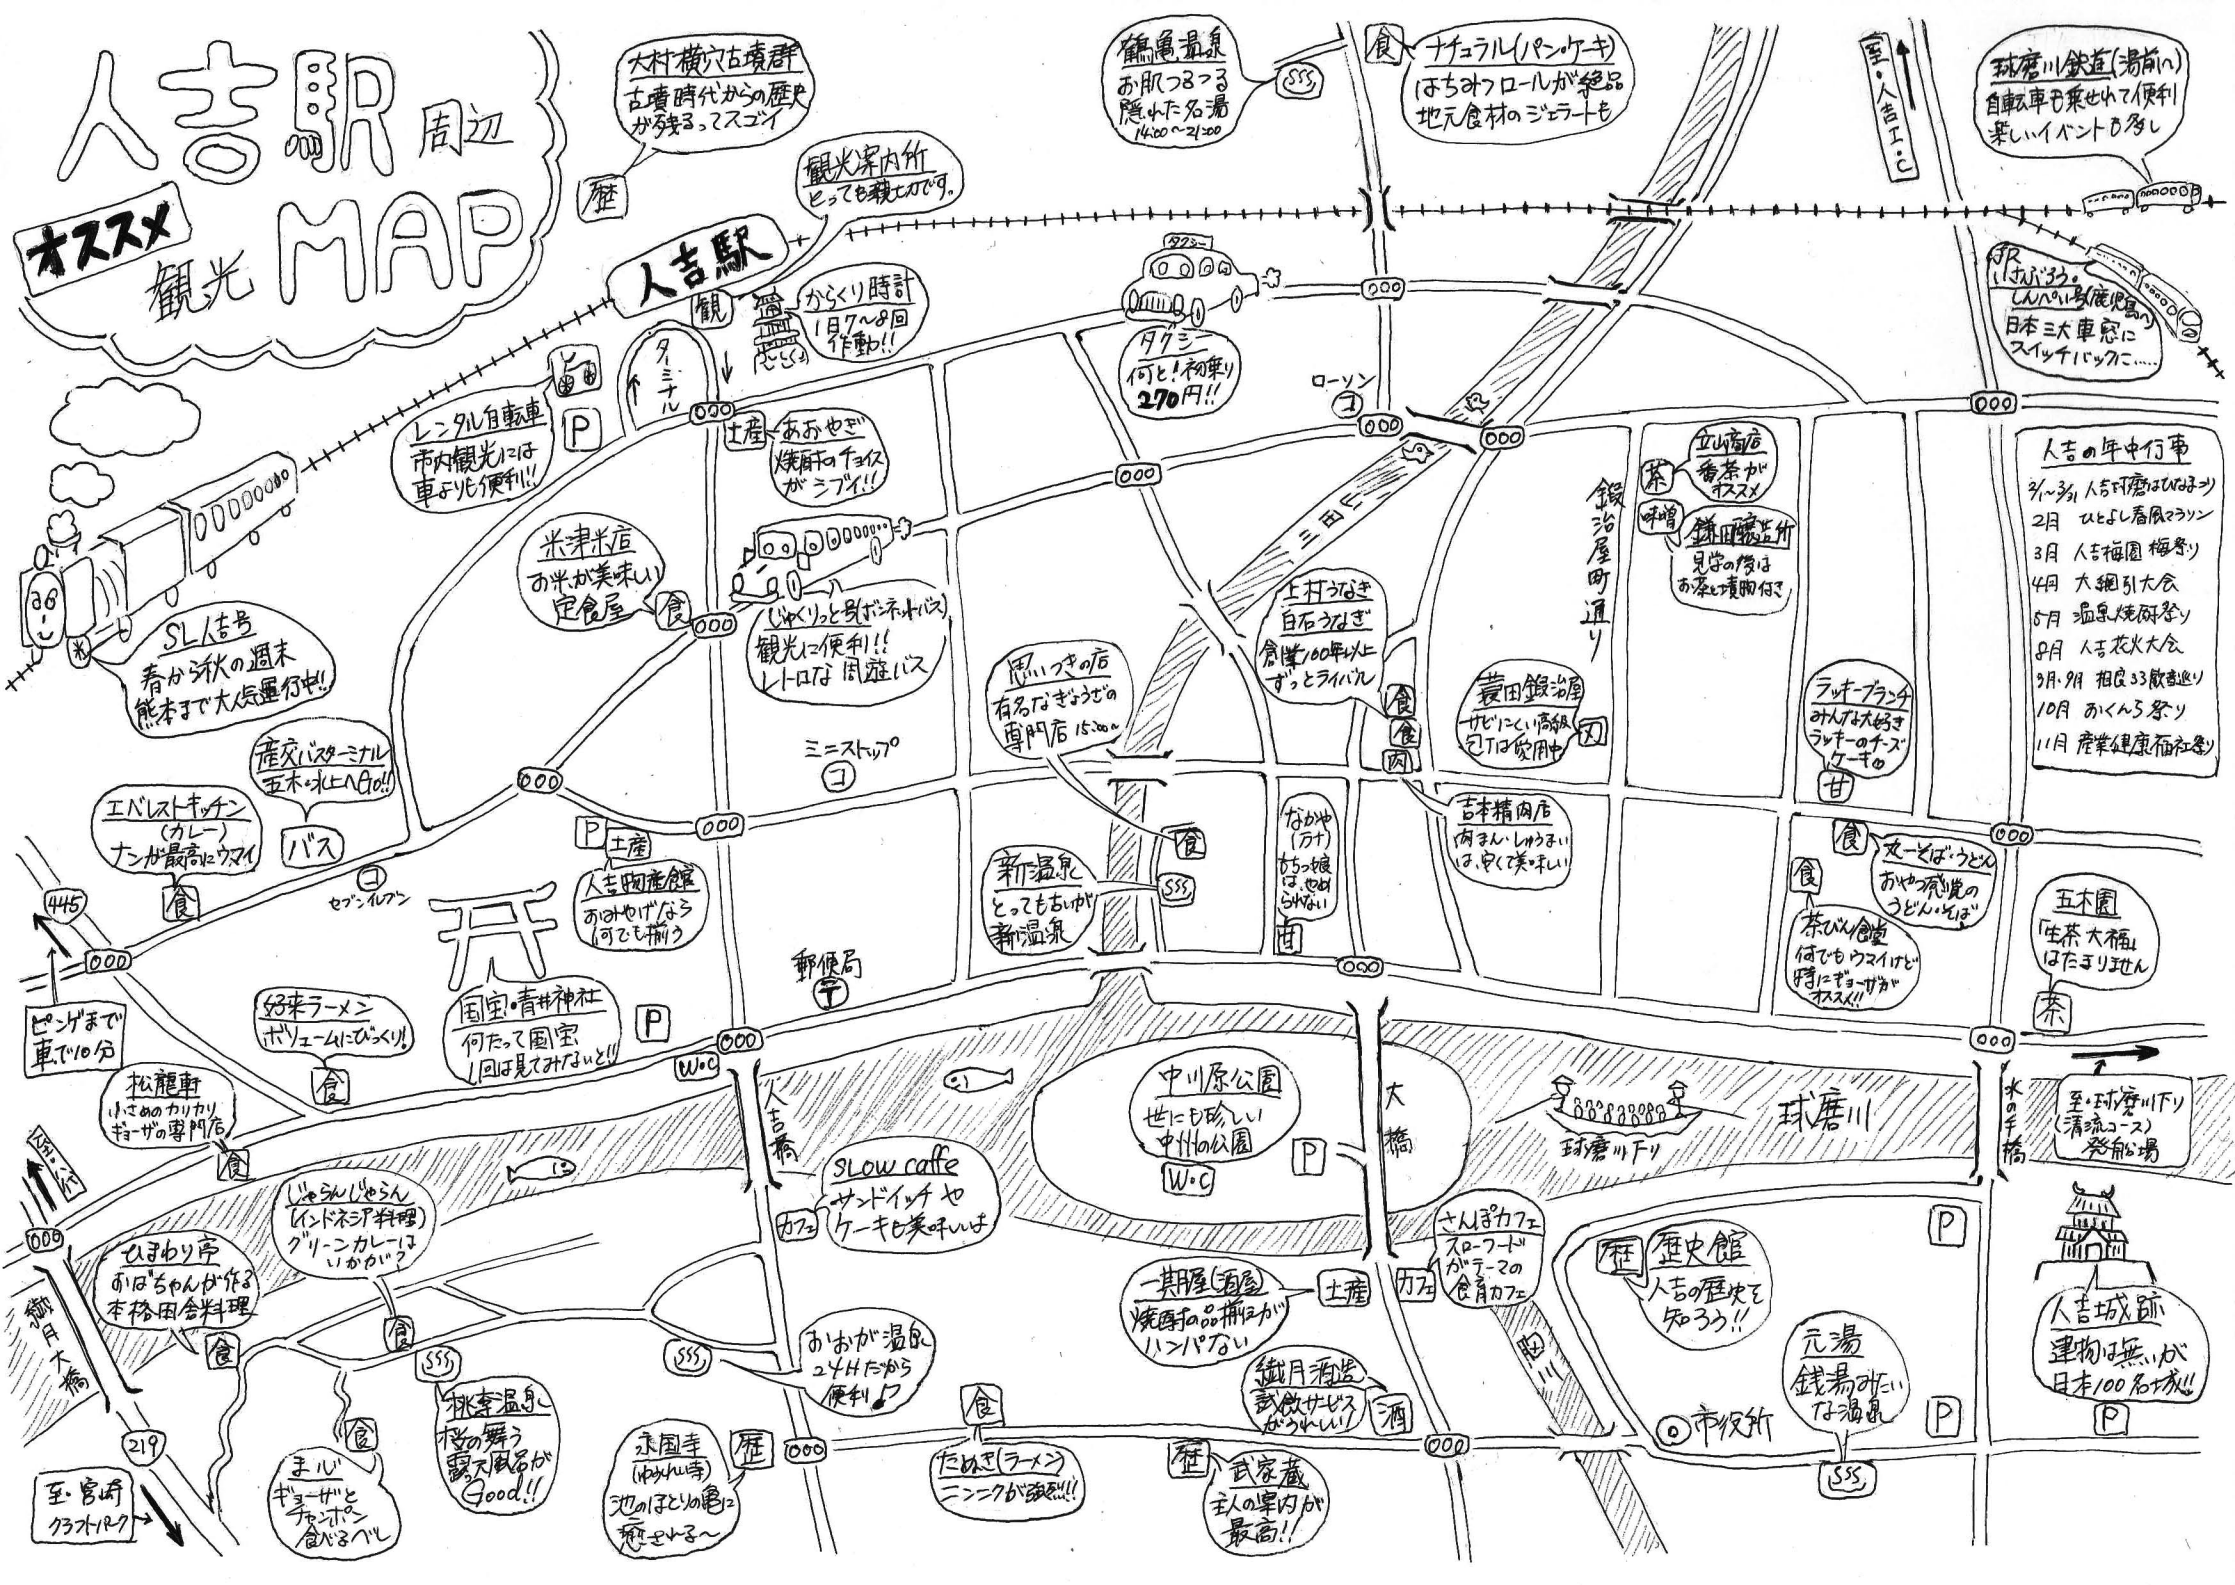 人吉駅周辺
オススメ
観光MAP
大村横穴古墳群
古墳時代からの歴史
が残るってスゴイ
歴
観光案内所
とっても親切です。
人吉駅
観
からくり時計
1日7〜8回
作動!!
ターミナル
鶴亀温泉
お肌つるつる
隠れた名湯
14:00〜21:00
食
ナチュラル(パン・ケーキ)
はちみつロールが絶品
地元食材のジェラートも
至・人吉I・C
球磨川鉄道(湯前へ)
自転車も乗せれて便利
楽しいイベントも多し
JR
いさぶろう・
しんぺい号(鹿児島へ)
日本三大車窓に
スイッチバックに……
タクシー
タクシー
何と!初乗り
270円!!
ローソン
コ
レンタル自転車
市内観光には
車よりも便利!!
P
土産
あおやぎ
焼酎のチョイス
がシブイ!!
SL人吉号
春から秋の週末
熊本まで大人気運行中!!
米津米店
お米が美味しい
定食屋
食
じゅぐりっと号(ボンネットバス)
観光に便利!!
レトロな周遊バス
山田川
鍛治屋町通り
茶
立山商店
番茶が
オススメ
味噌
鎌田醸造所
見学の後は
お茶と漬物付き
人吉の年中行事
2/1〜3/31 人吉球磨はひなまつり
2月 ひとよし春風マラソン
3月 人吉梅園 梅祭り
4月 大綱引大会
5月 温泉焼酎祭り
8月 人吉花火大会
3月・9月 相良33観音巡り
10月 おくんち祭り
11月 産業健康福祉祭り
上村うなぎ
白石うなぎ
創業100年以上
ずっとライバル
食
食
肉
思いつきの店
有名なぎょうざの
専門店 15:00〜
食
蓑田鍛治屋
サビにくい高級
包丁は愛用中
刃
ラッキーブランチ
みんな大好き
ラッキーのチーズ
ケーキ。
甘
産交バスターミナル
五木・水上へGO!!
バス
ミニストップ
コ
エベレストキッチン
(カレー)
ナンが最高にウマイ
食
コ
セブンイレブン
P
土産
人吉物産館
おみやげなら
何でも揃う
新温泉
とっても古いが
新温泉
なかや
もちっ娘
は、やめ
られない
甘
吉本精肉店
肉まん・しゅうまい
は、安くて美味しい
食
丸一そば・うどん
おやつ感覚の
うどん・そば
食
茶びん食堂
何でもウマイけど
特にギョーザが
オススメ!!
五木園
「生茶大福」
はたまりません
茶
445
ピンゲまで
車で10分
好来ラーメン
ボリュームにびっくり!
食
国宝・青井神社
何たって国宝
1回は見てみないと!!
P
郵便局
〒
W・C
人吉橋
中川原公園
世にも珍しい
中州の公園
W・C
P
大橋
球磨川下り
球磨川
水の手橋
至・球磨川下り
(清流コース)
発船場
松龍軒
小さめのカリカリ
ギョーザの専門店
食
至・八代
じゃらんじゃらん
(インドネシア料理)
グリーンカレーは
いかが?
食
slow caffe
サンドイッチや
ケーキも美味しいよ
カフェ
ひまわり亭
おばちゃんが作る
本格田舎料理
食
繊月大橋
219
至・宮崎
クラフトパーク
まル
ギョーザと
チャンポン
食べるべし
食
桃李温泉
桜の舞う
露天風呂が
Good!!
おおが温泉
24Hだから
便利♪
永国寺
(ゆうれい寺)
池のほとりの亀に
癒される〜
歴
食
たぬき(ラーメン)
ニンニクが強烈!!
一期屋(酒屋)
焼酎の品揃えが
ハンパない
土産
カフェ
さんぽカフェ
スローフード
がテーマの
食育カフェ
繊月酒造
試飲サービス
がうれしい!
酒
歴
武家蔵
主人の案内が
最高!!
歴
歴史館
人吉の歴史を
知ろう!!
P
市役所
元湯
銭湯みたい
な温泉
P
人吉城跡
建物は無いが
日本100名城!!
P